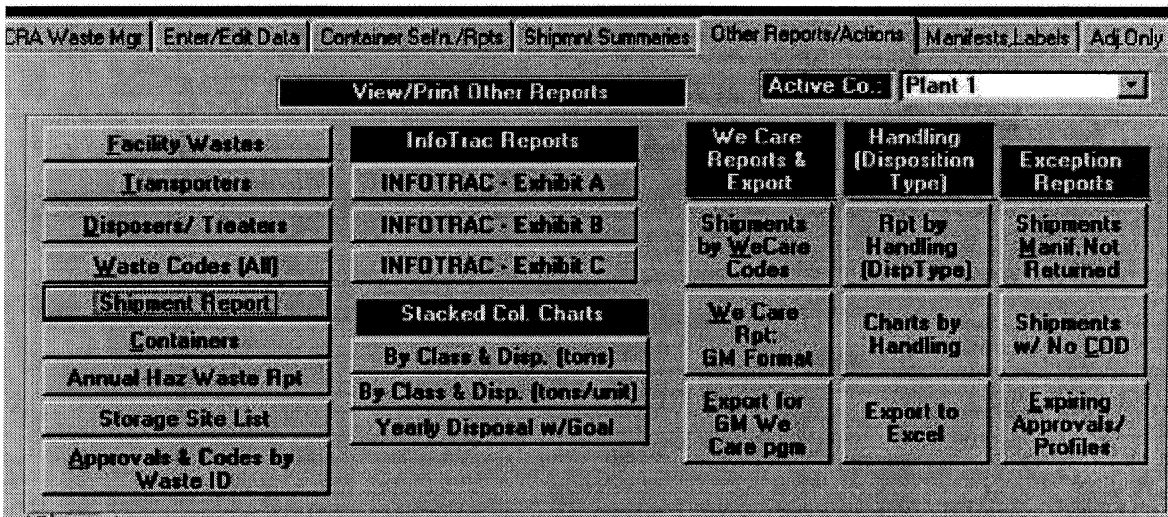 CRA Waste Mgr Enter/Edit Data Container Sel'n./Rpts Shipmnt Summaries Other Reports/Actions Manifests,Labels Adj.Only
View/Print Other Reports
Active Co.: Plant 1
Facility Wastes
Transporters
Disposers/ Treaters
Waste Codes (All)
Shipment Report
Containers
Annual Haz Waste Rpt
Storage Site List
Approvals & Codes by
Waste ID
InfoTrac Reports
INFOTRAC - Exhibit A
INFOTRAC - Exhibit B
INFOTRAC - Exhibit C
Stacked Col. Charts
By Class & Disp. (tons)
By Class & Disp. (tons/unit)
Yearly Disposal w/Goal
We Care
Reports &
Export
Shipments
by WeCare
Codes
We Care
Rpt:
GM Format
Export for
GM We
Care pgm
Handling
(Disposition
Type)
Rpt by
Handling
(DispType)
Charts by
Handling
Export to
Excel
Exception
Reports
Shipments
Manif.Not
Returned
Shipments
w/ No COD
Expiring
Approvals/
Profiles